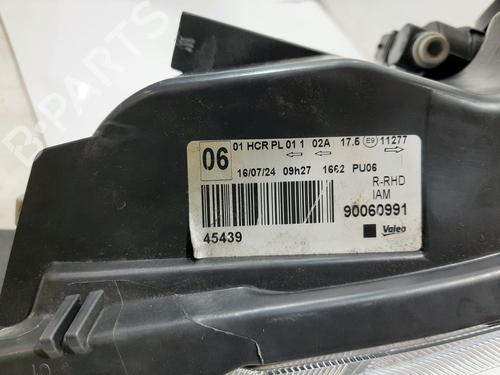 B-PARTS
06
01 HCR PL 01 1 02A 17.5 E9 11277
16/07/24 09h27 1662 PU06
R-RHD
IAM
90060991
45439
Valeo